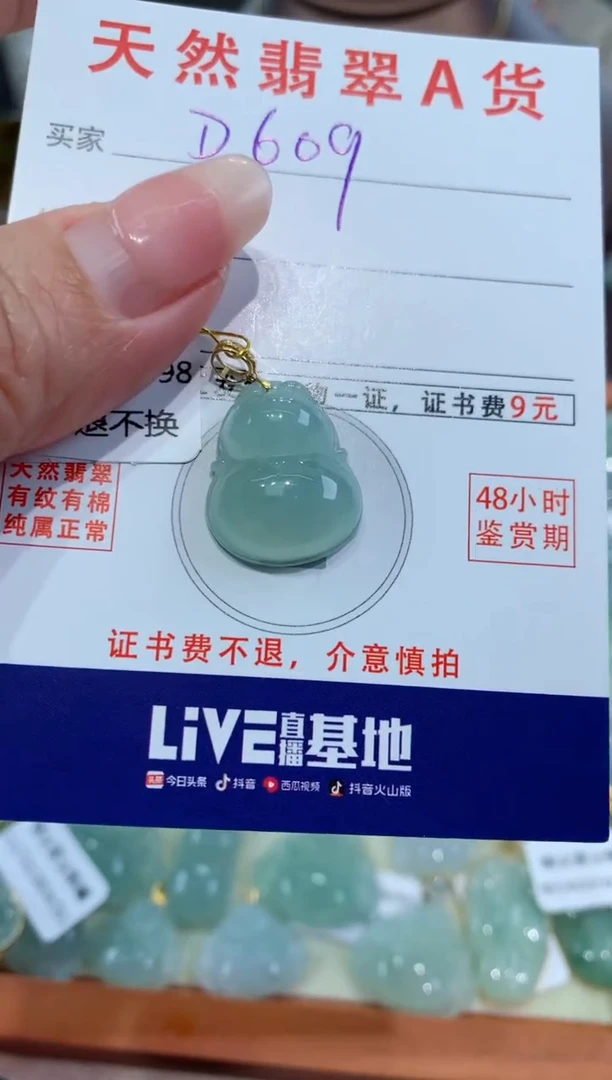 天然翡翠A货
买家 D609
98
一证，证书费9元
退不换
天然翡翠
有纹有棉
纯属正常
48小时
鉴赏期
证书费不退，介意慎拍
LiVE直播基地
头条 今日头条 抖音 西瓜视频 抖音火山版